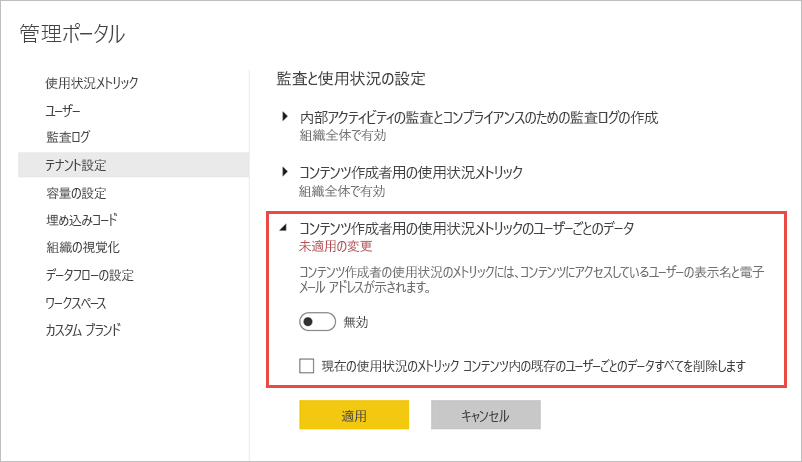 管理ポータル
使用状況メトリック
ユーザー
監査ログ
テナント設定
容量の設定
埋め込みコード
組織の視覚化
データフローの設定
ワークスペース
カスタム ブランド
監査と使用状況の設定
内部アクティビティの監査とコンプライアンスのための監査ログの作成
組織全体で有効
コンテンツ作成者用の使用状況メトリック
組織全体で有効
コンテンツ作成者用の使用状況メトリックのユーザーごとのデータ
未適用の変更
コンテンツ作成者の使用状況のメトリックには、コンテンツにアクセスしているユーザーの表示名と電子
メール アドレスが示されます。
無効
現在の使用状況のメトリック コンテンツ内の既存のユーザーごとのデータすべてを削除します
適用
キャンセル